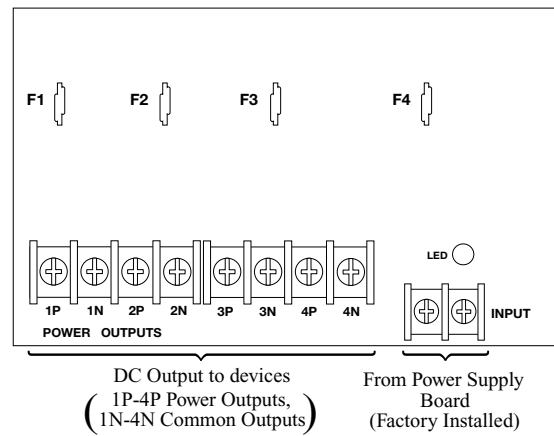 F1 F2 F3 F4
LED
1P 1N 2P 2N 3P 3N 4P 4N
INPUT
POWER OUTPUTS
DC Output to devices
(1P-4P Power Outputs,
1N-4N Common Outputs)
From Power Supply
Board
(Factory Installed)